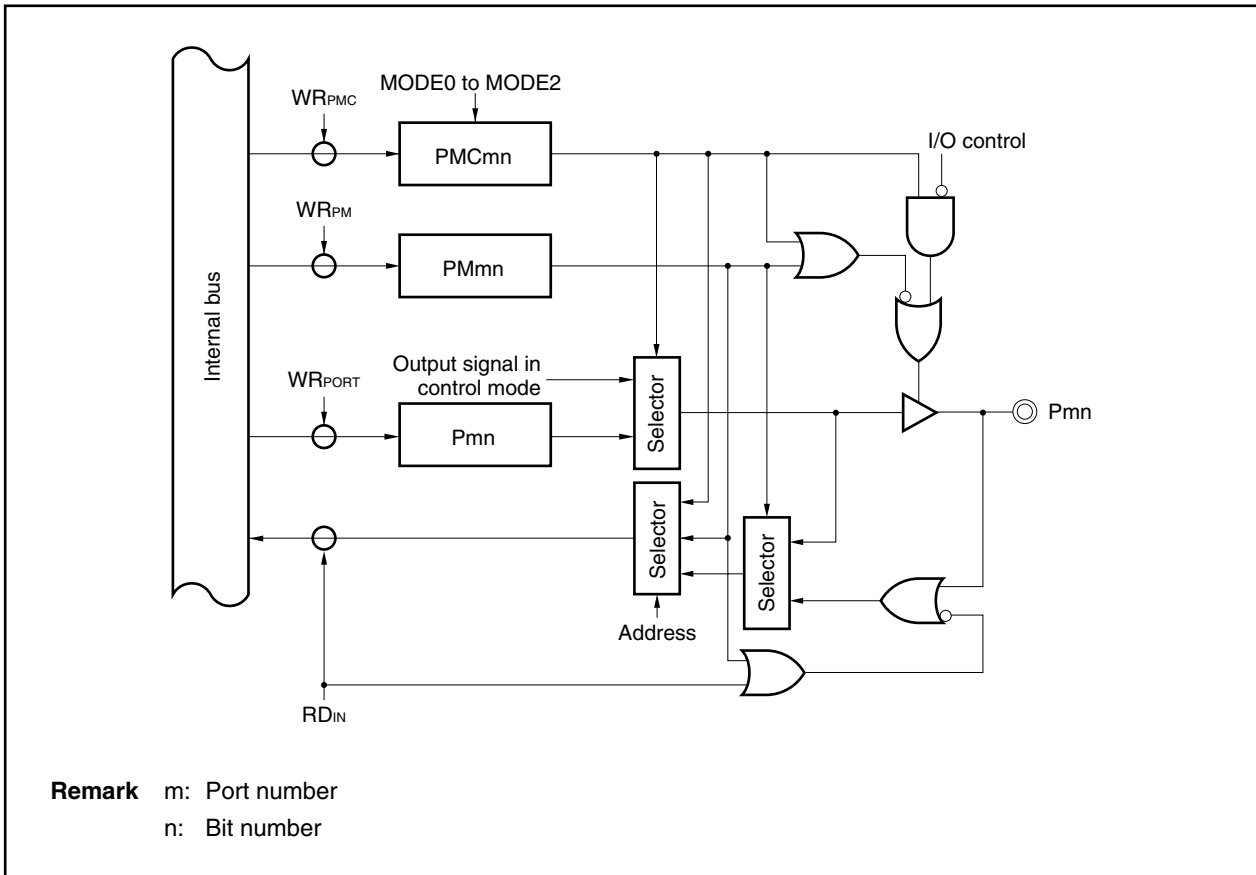 MODE0 to MODE2
WRPMC
PMCmn
I/O control
WRPM
PMmn
Internal bus
Output signal in
control mode
WRPORT
Pmn
Selector
Pmn
Selector
Selector
Address
RDIN
Remark m: Port number
n: Bit number